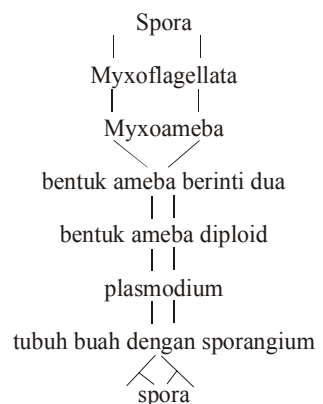 Spora
Myxoflagellata
Myxoameba
bentuk ameba berinti dua
bentuk ameba diploid
plasmodium
tubuh buah dengan sporangium
spora